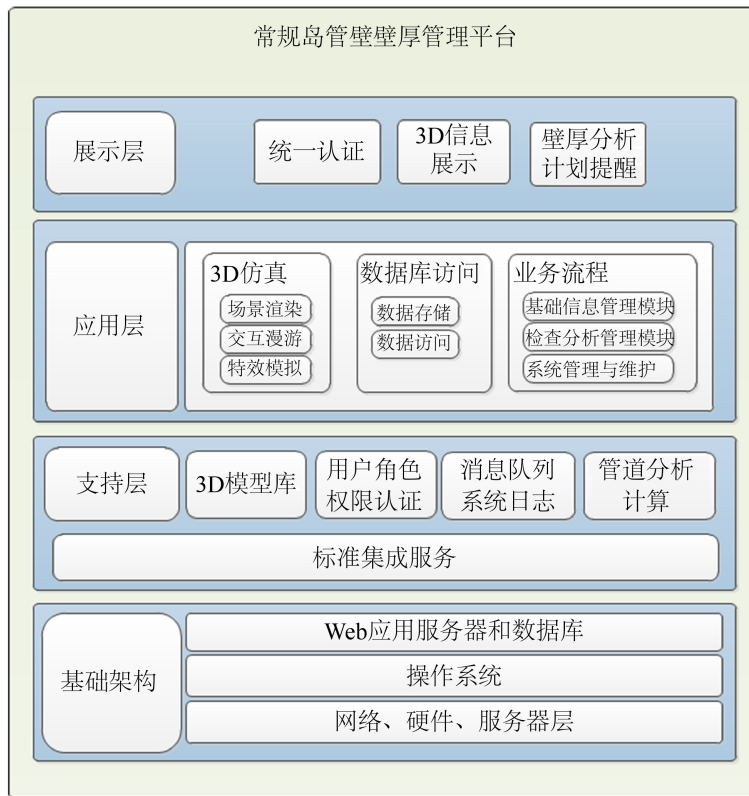 常规岛管壁壁厚管理平台
展示层
统一认证
3D信息
展示
壁厚分析
计划提醒
应用层
3D仿真
场景渲染
交互漫游
特效模拟
数据库访问
数据存储
数据访问
业务流程
基础信息管理模块
检查分析管理模块
系统管理与维护
支持层
3D模型库
用户角色
权限认证
消息队列
系统日志
管道分析
计算
标准集成服务
基础架构
Web应用服务器和数据库
操作系统
网络、硬件、服务器层